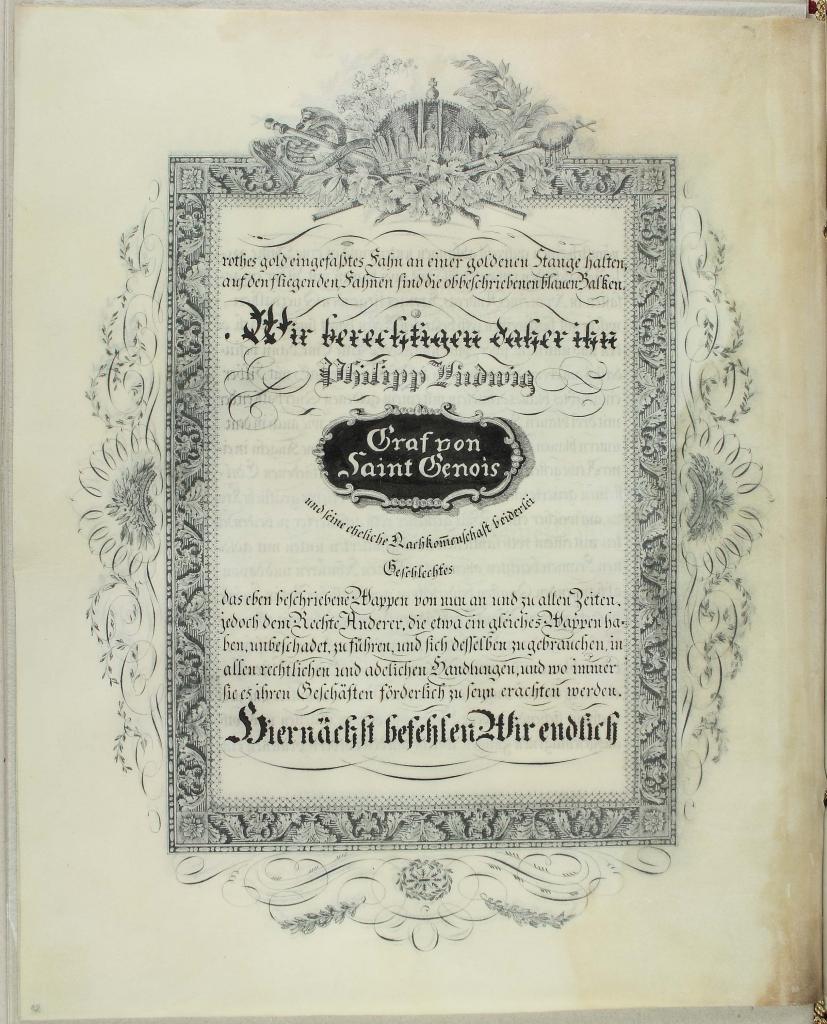 rothes gold eingefaßtes Fahn an einer goldenen Stange halten,
auf den fliegenden Fahnen sind die obbeschriebenen blauen Balken.
Wir berechtigen daher ihn
Philipp Ludwig
Graf von
Saint Genois
und seine eheliche Nachkom̅enschaft beiderlei
Geschlechtes
das eben beschriebene Wappen von nun an und zu allen Zeiten,
jedoch dem Rechte Anderer, die etwa ein gleiches Wappen ha-
ben, unbeschadet, zu führen, und sich desselben zu gebrauchen, in
allen rechtlichen und adelichen Handlungen, und wo immer
sie es ihren Geschäften förderlich zu seyn erachten werden.
Hiernächst befehlen Wir endlich